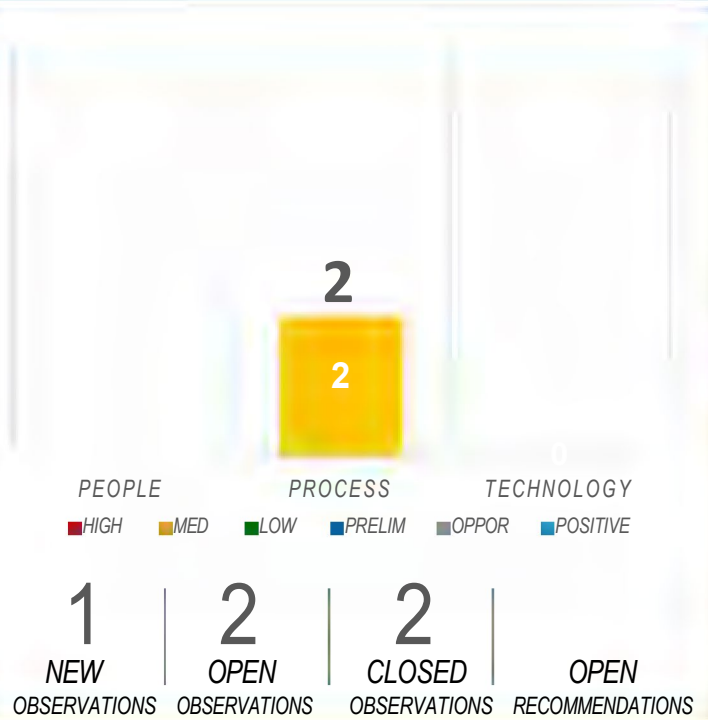 2
2
0
PEOPLE PROCESS TECHNOLOGY
HIGH MED LOW PRELIM OPPOR POSITIVE
1 2 2
NEW OPEN CLOSED OPEN
OBSERVATIONS OBSERVATIONS OBSERVATIONS RECOMMENDATIONS